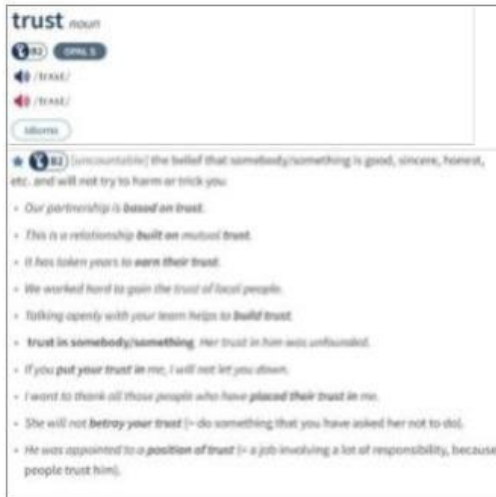 trust noun
B2 OPAL S
/trʌst/
/trʌst/
Idioms
B2 [uncountable] the belief that somebody/something is good, sincere, honest,
etc. and will not try to harm or trick you
• Our partnership is based on trust.
• This is a relationship built on mutual trust.
• It has taken years to earn their trust.
• We worked hard to gain the trust of local people.
• Talking openly with your team helps to build trust.
• trust in somebody/something Her trust in him was unfounded.
• If you put your trust in me, I will not let you down.
• I want to thank all those people who have placed their trust in me.
• She will not betray your trust (= do something that you have asked her not to do).
• He was appointed to a position of trust (= a job involving a lot of responsibility, because
people trust him).